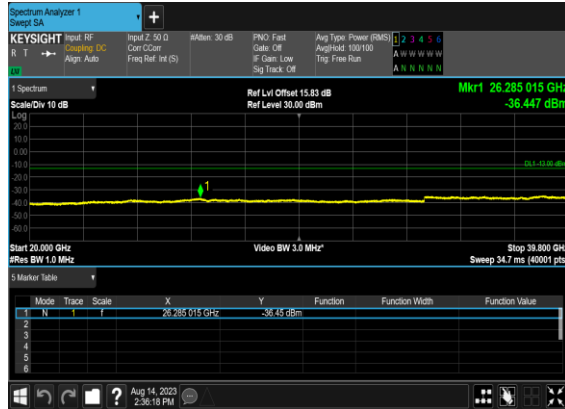 Spectrum Analyzer 1
Swept SA
+
KEYSIGHT Input: RF Input Z: 50 Ω #Atten: 30 dB PNO: Fast Avg Type: Power (RMS) 1 2 3 4 5 6
R T Coupling: DC Corr CCorr Gate: Off Avg|Hold: 100/100 A W W W W W
Align: Auto Freq Ref: Int (S) IF Gain: Low Trig: Free Run
Sig Track: Off A N N N N N
1 Spectrum Ref Lvl Offset 15.83 dB Mkr1 26.285 015 GHz
Scale/Div 10 dB Ref Level 30.00 dBm -36.447 dBm
Log
20.0
10.0
0.00
-10.0 DL1 -13.00 dBm
-20.0
-30.0 1
-40.0
-50.0
-60.0
Start 20.000 GHz Video BW 3.0 MHz* Stop 39.800 GHz
#Res BW 1.0 MHz Sweep 34.7 ms (40001 pts)
5 Marker Table
Mode Trace Scale X Y Function Function Width Function Value
1 N 1 f 26.285 015 GHz -36.45 dBm
2
3
4
5
6
? Aug 14, 2023
2:36:18 PM